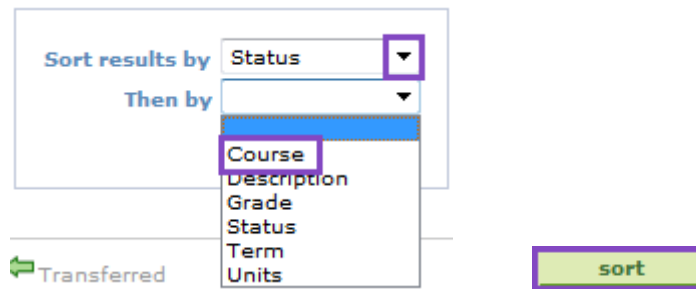 Sort results by Status
Then by
Course
Description
Grade
Status
Term
Transferred Units
sort